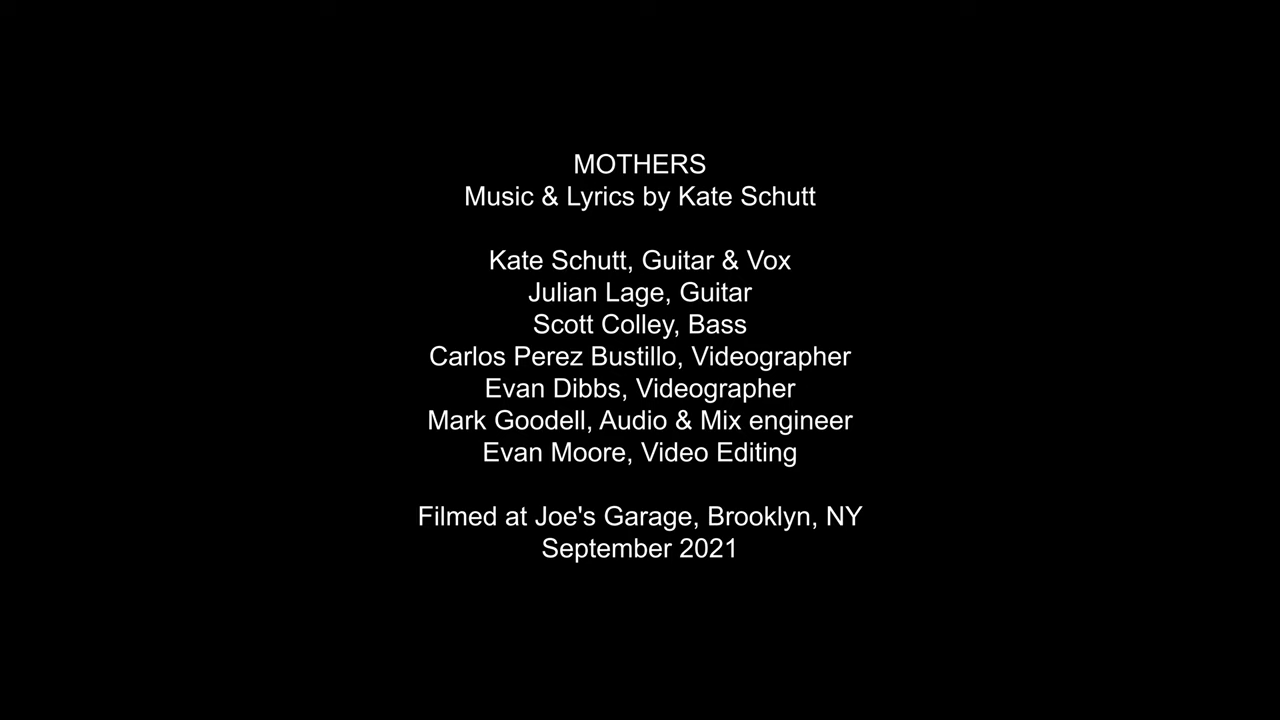 MOTHERS
Music & Lyrics by Kate Schutt
Kate Schutt, Guitar & Vox
Julian Lage, Guitar
Scott Colley, Bass
Carlos Perez Bustillo, Videographer
Evan Dibbs, Videographer
Mark Goodell, Audio & Mix engineer
Evan Moore, Video Editing
Filmed at Joe's Garage, Brooklyn, NY
September 2021